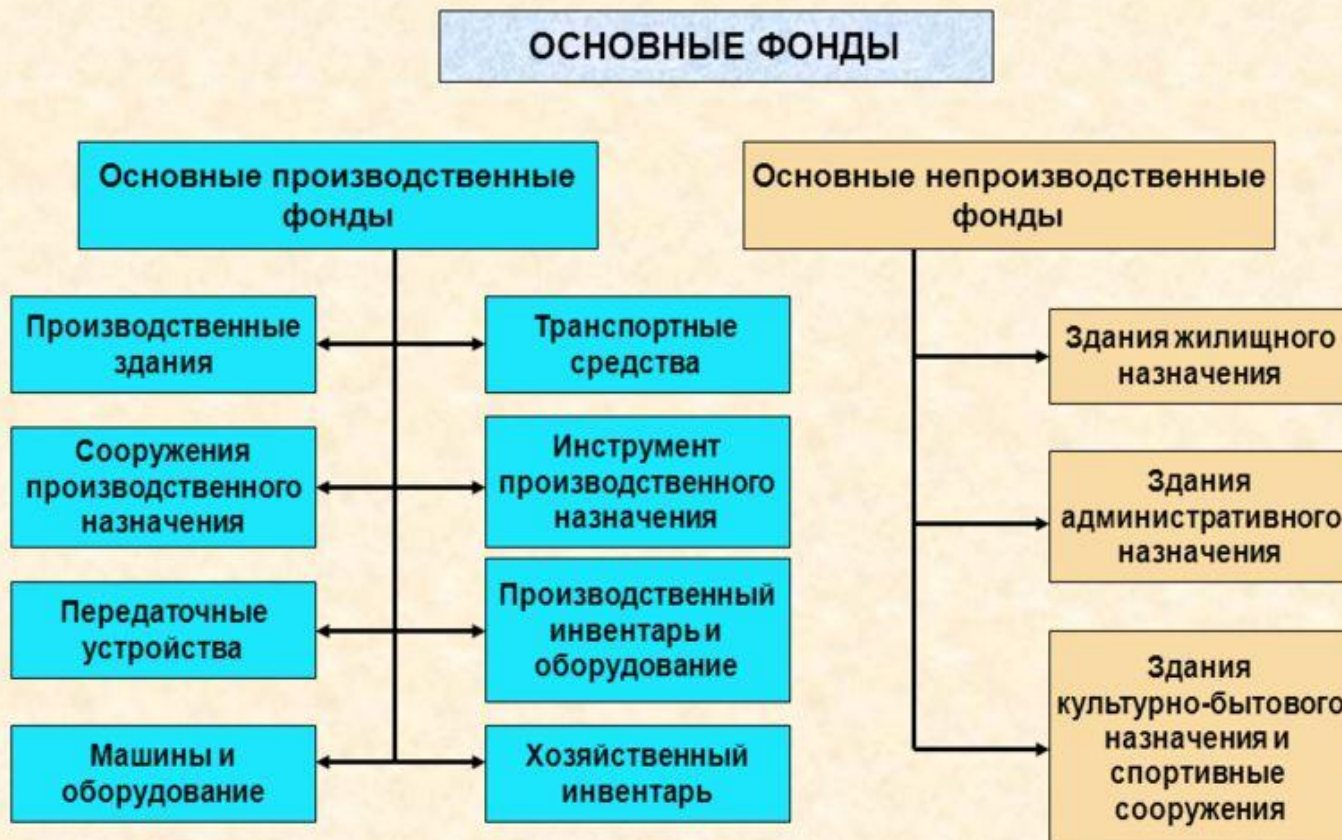 ОСНОВНЫЕ ФОНДЫ
Основные производственные
фонды
Производственные
здания
Сооружения
производственного
назначения
Передаточные
устройства
Машины и
оборудование
Транспортные
средства
Инструмент
производственного
назначения
Производственный
инвентарь и
оборудование
Хозяйственный
инвентарь
Основные непроизводственные
фонды
Здания жилищного
назначения
Здания
административного
назначения
Здания
культурно-бытового
назначения и
спортивные
сооружения